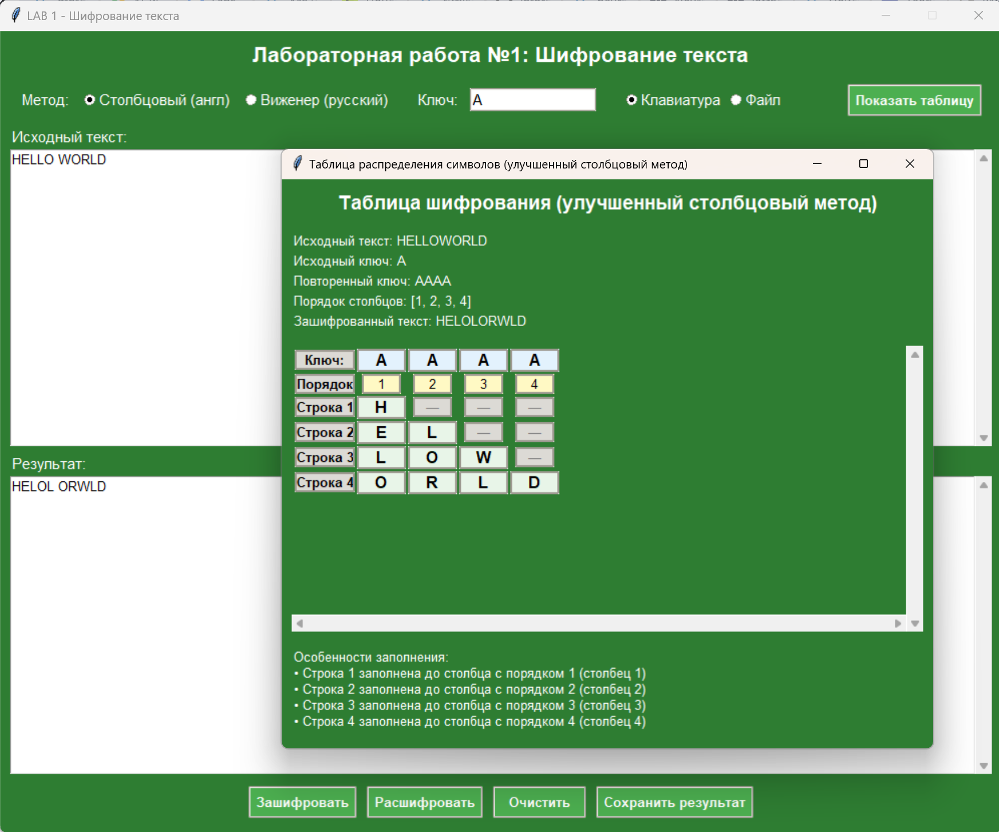 LAB 1 - Шифрование текста
Лабораторная работа №1: Шифрование текста
Метод: Столбцовый (англ) Виженер (русский) Ключ: A Клавиатура Файл Показать таблицу
Исходный текст:
HELLO WORLD
Таблица распределения символов (улучшенный столбцовый метод)
Таблица шифрования (улучшенный столбцовый метод)
Исходный текст: HELLOWORLD
Исходный ключ: A
Повторенный ключ: AAAA
Порядок столбцов: [1, 2, 3, 4]
Зашифрованный текст: HELOLORWLD
Ключ: A A A A
Порядок 1 2 3 4
Строка 1 H — — —
Строка 2 E L — —
Строка 3 L O W —
Строка 4 O R L D
Особенности заполнения:
• Строка 1 заполнена до столбца с порядком 1 (столбец 1)
• Строка 2 заполнена до столбца с порядком 2 (столбец 2)
• Строка 3 заполнена до столбца с порядком 3 (столбец 3)
• Строка 4 заполнена до столбца с порядком 4 (столбец 4)
Результат:
HELOL ORWLD
Зашифровать Расшифровать Очистить Сохранить результат